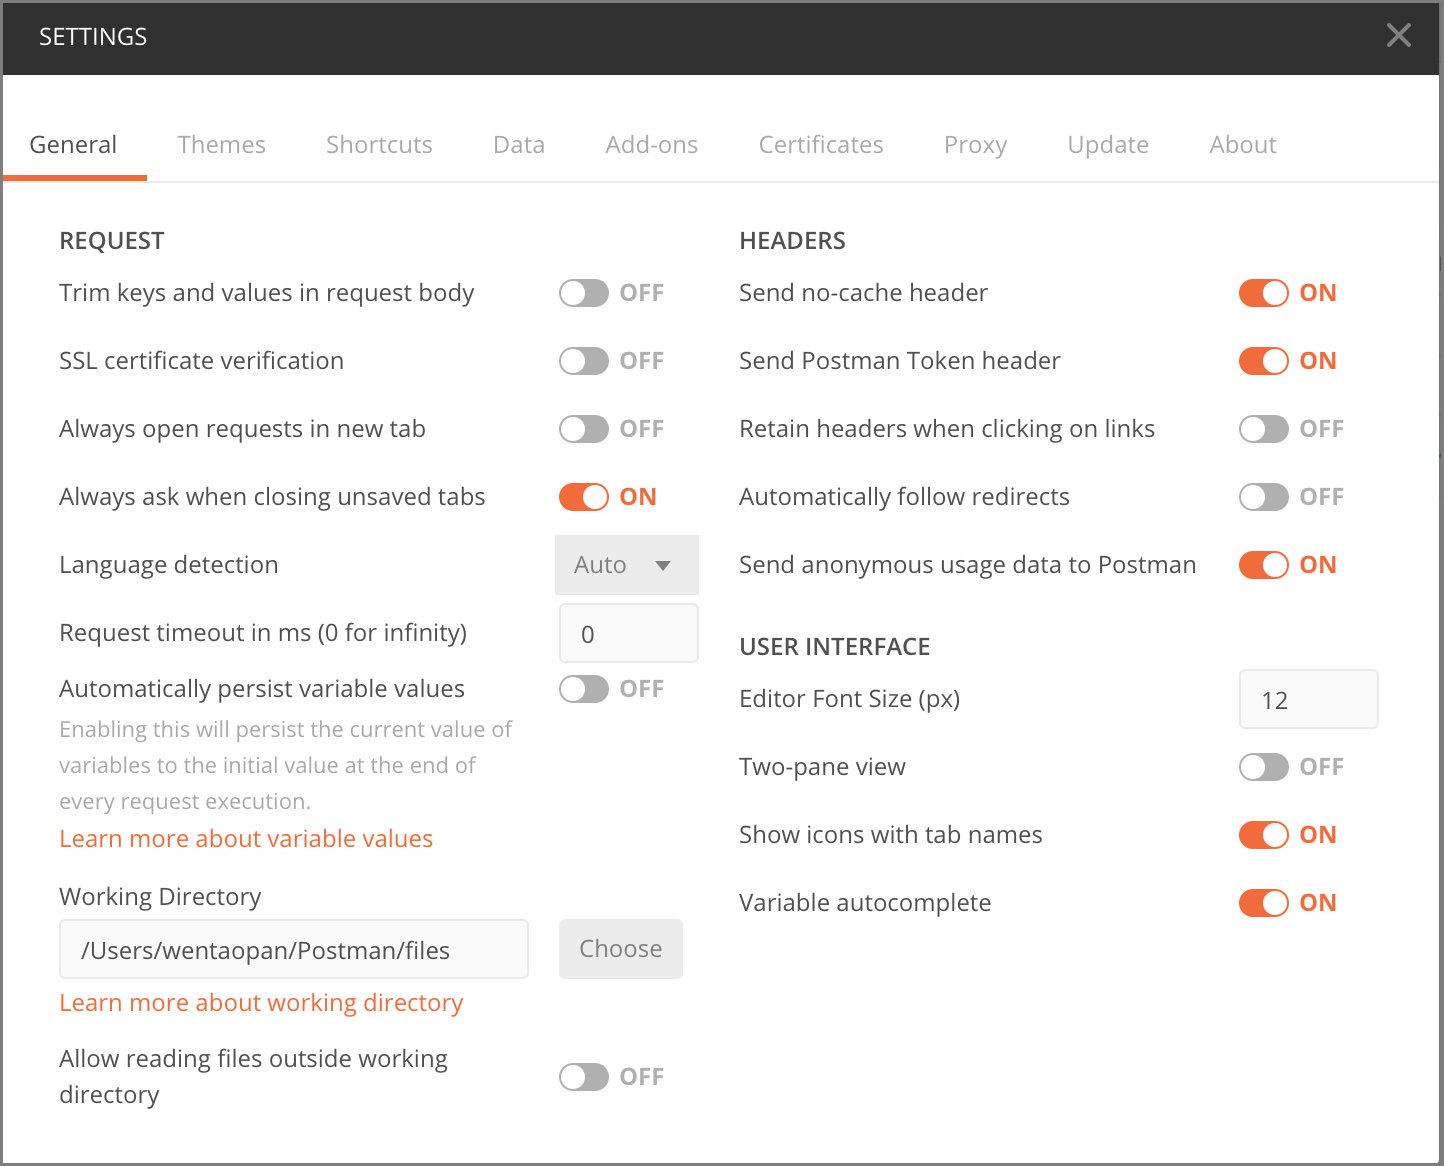 SETTINGS
General Themes Shortcuts Data Add-ons Certificates Proxy Update About
REQUEST
Trim keys and values in request body OFF
SSL certificate verification OFF
Always open requests in new tab OFF
Always ask when closing unsaved tabs ON
Language detection Auto
Request timeout in ms (0 for infinity) 0
Automatically persist variable values OFF
Enabling this will persist the current value of
variables to the initial value at the end of
every request execution.
Learn more about variable values
Working Directory
/Users/wentaopan/Postman/files Choose
Learn more about working directory
Allow reading files outside working
directory OFF
HEADERS
Send no-cache header ON
Send Postman Token header ON
Retain headers when clicking on links OFF
Automatically follow redirects OFF
Send anonymous usage data to Postman ON
USER INTERFACE
Editor Font Size (px) 12
Two-pane view OFF
Show icons with tab names ON
Variable autocomplete ON